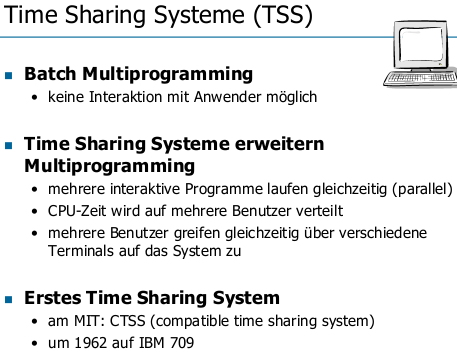 Time Sharing Systeme (TSS)
Batch Multiprogramming
• keine Interaktion mit Anwender möglich
Time Sharing Systeme erweitern
Multiprogramming
• mehrere interaktive Programme laufen gleichzeitig (parallel)
• CPU-Zeit wird auf mehrere Benutzer verteilt
• mehrere Benutzer greifen gleichzeitig über verschiedene
Terminals auf das System zu
Erstes Time Sharing System
• am MIT: CTSS (compatible time sharing system)
• um 1962 auf IBM 709